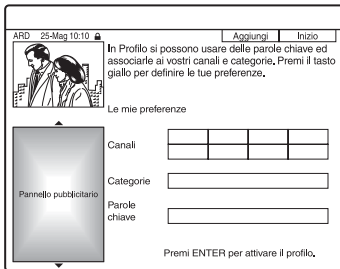 ARD 25-Mag 10:10
Aggiungi
Inizio
In Profilo si possono usare delle parole chiave ed
associarle ai vostri canali e categorie. Premi il tasto
giallo per definire le tue preferenze.
Le mie preferenze
Canali
Categorie
Parole
chiave
Pannello pubblicitario
Premi ENTER per attivare il profilo.